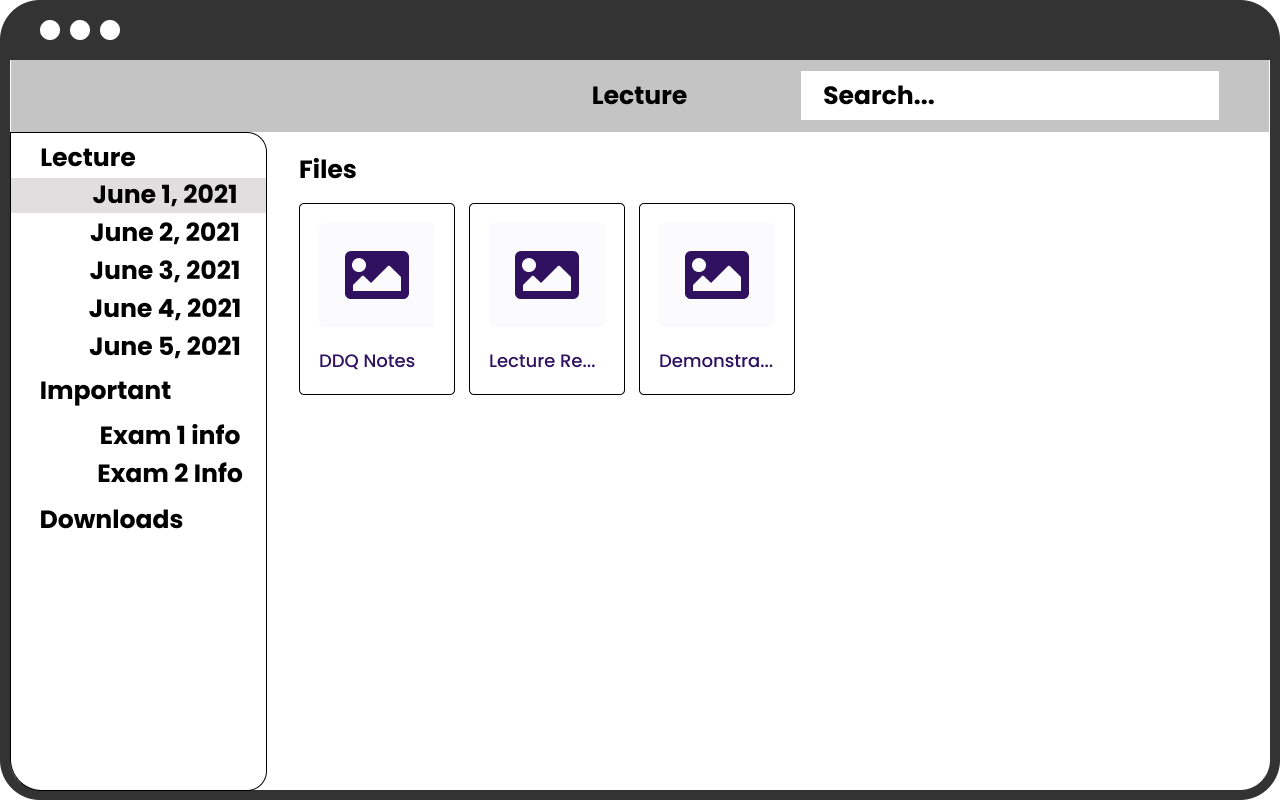 Lecture
Search...
Lecture
June 1, 2021
June 2, 2021
June 3, 2021
June 4, 2021
June 5, 2021
Important
Exam 1 info
Exam 2 Info
Downloads
Files
DDQ Notes
Lecture Re...
Demonstra...